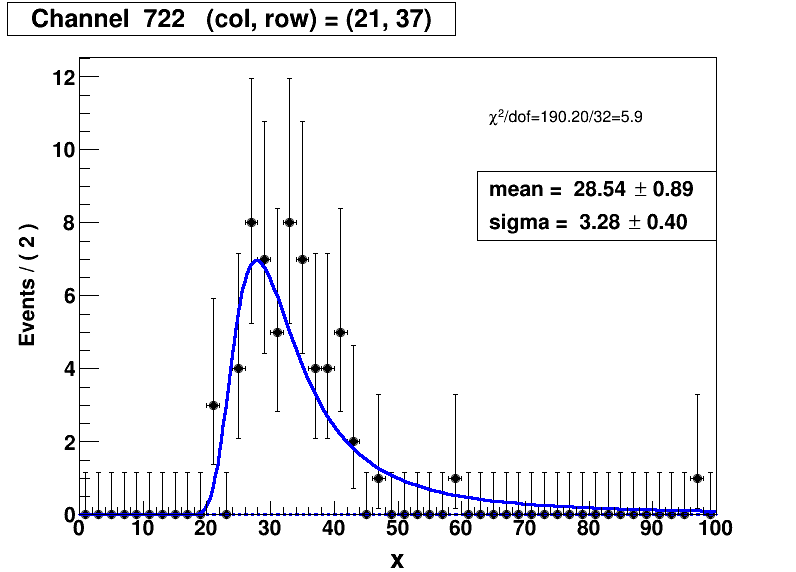 Channel 722 (col, row) = (21, 37)
χ²/dof=190.20/32=5.9
mean = 28.54 ± 0.89
sigma = 3.28 ± 0.40
Events / ( 2 )
12
10
8
6
4
2
0
0 10 20 30 40 50 60 70 80 90 100
x